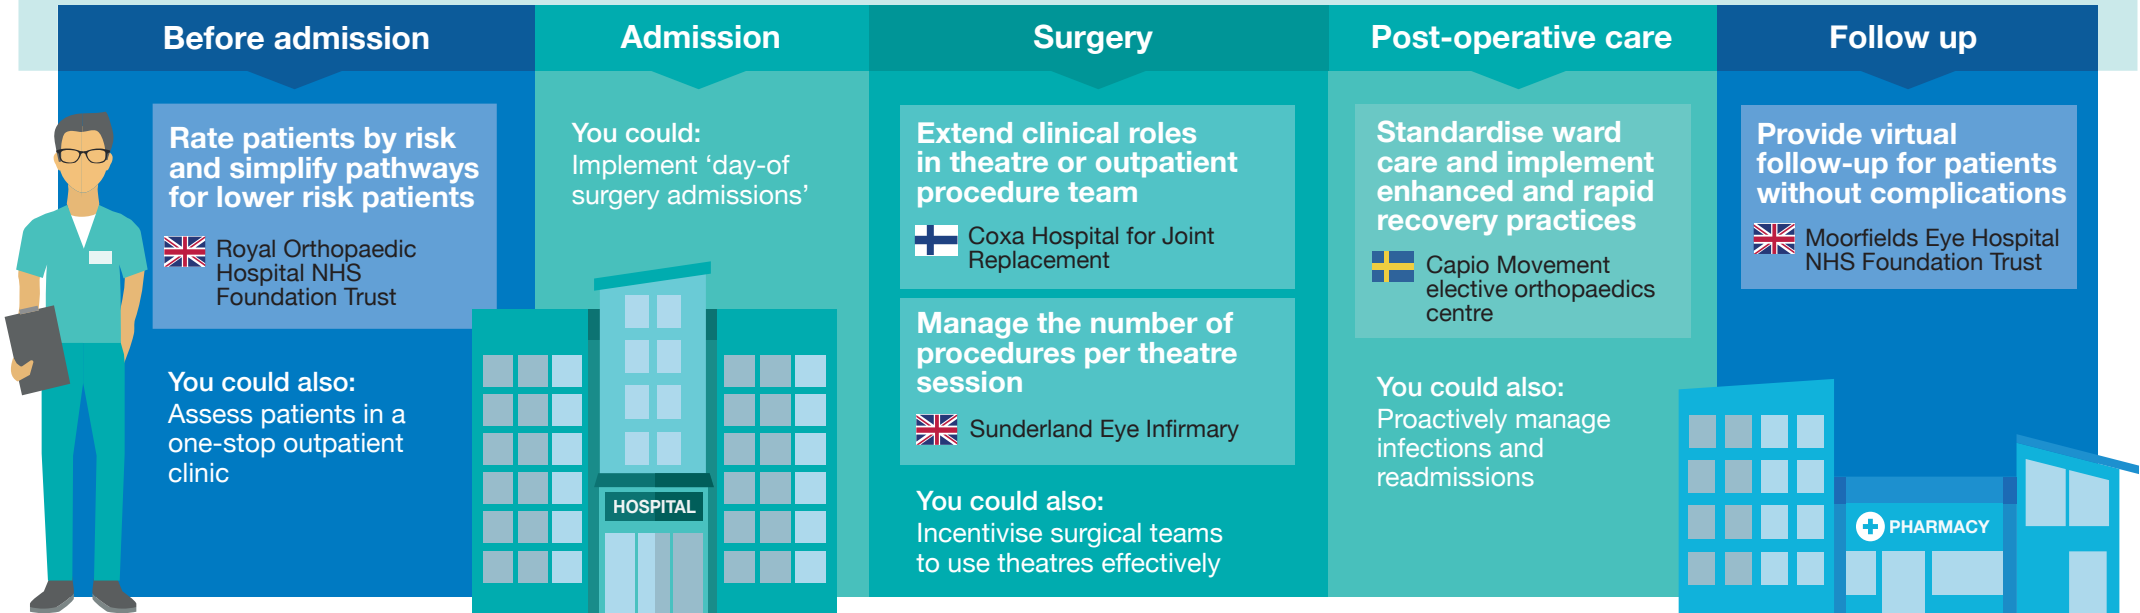 Before admission
Rate patients by risk
and simplify pathways
for lower risk patients
Royal Orthopaedic
Hospital NHS
Foundation Trust
You could also:
Assess patients in a
one-stop outpatient
clinic
Admission
You could:
Implement ‘day-of
surgery admissions’
HOSPITAL
Surgery
Extend clinical roles
in theatre or outpatient
procedure team
Coxa Hospital for Joint
Replacement
Manage the number of
procedures per theatre
session
Sunderland Eye Infirmary
You could also:
Incentivise surgical teams
to use theatres effectively
Post-operative care
Standardise ward
care and implement
enhanced and rapid
recovery practices
Capio Movement
elective orthopaedics
centre
You could also:
Proactively manage
infections and
readmissions
Follow up
Provide virtual
follow-up for patients
without complications
Moorfields Eye Hospital
NHS Foundation Trust
PHARMACY